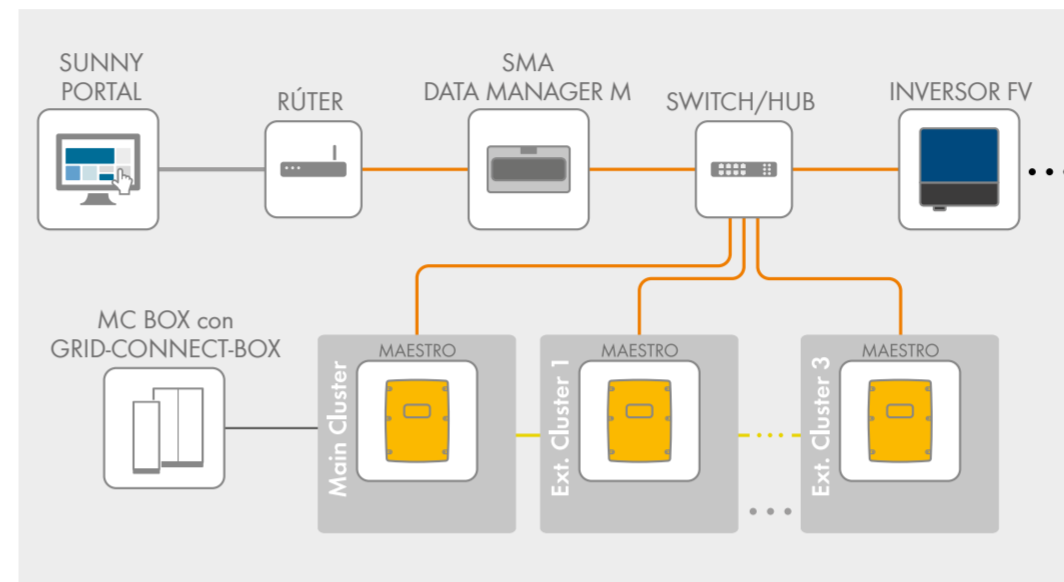 SUNNY
PORTAL
RÚTER
SMA
DATA MANAGER M
SWITCH/HUB
INVERSOR FV
MC BOX con
GRID-CONNECT-BOX
Main Cluster
MAESTRO
Ext. Cluster 1
MAESTRO
Ext. Cluster 3
MAESTRO